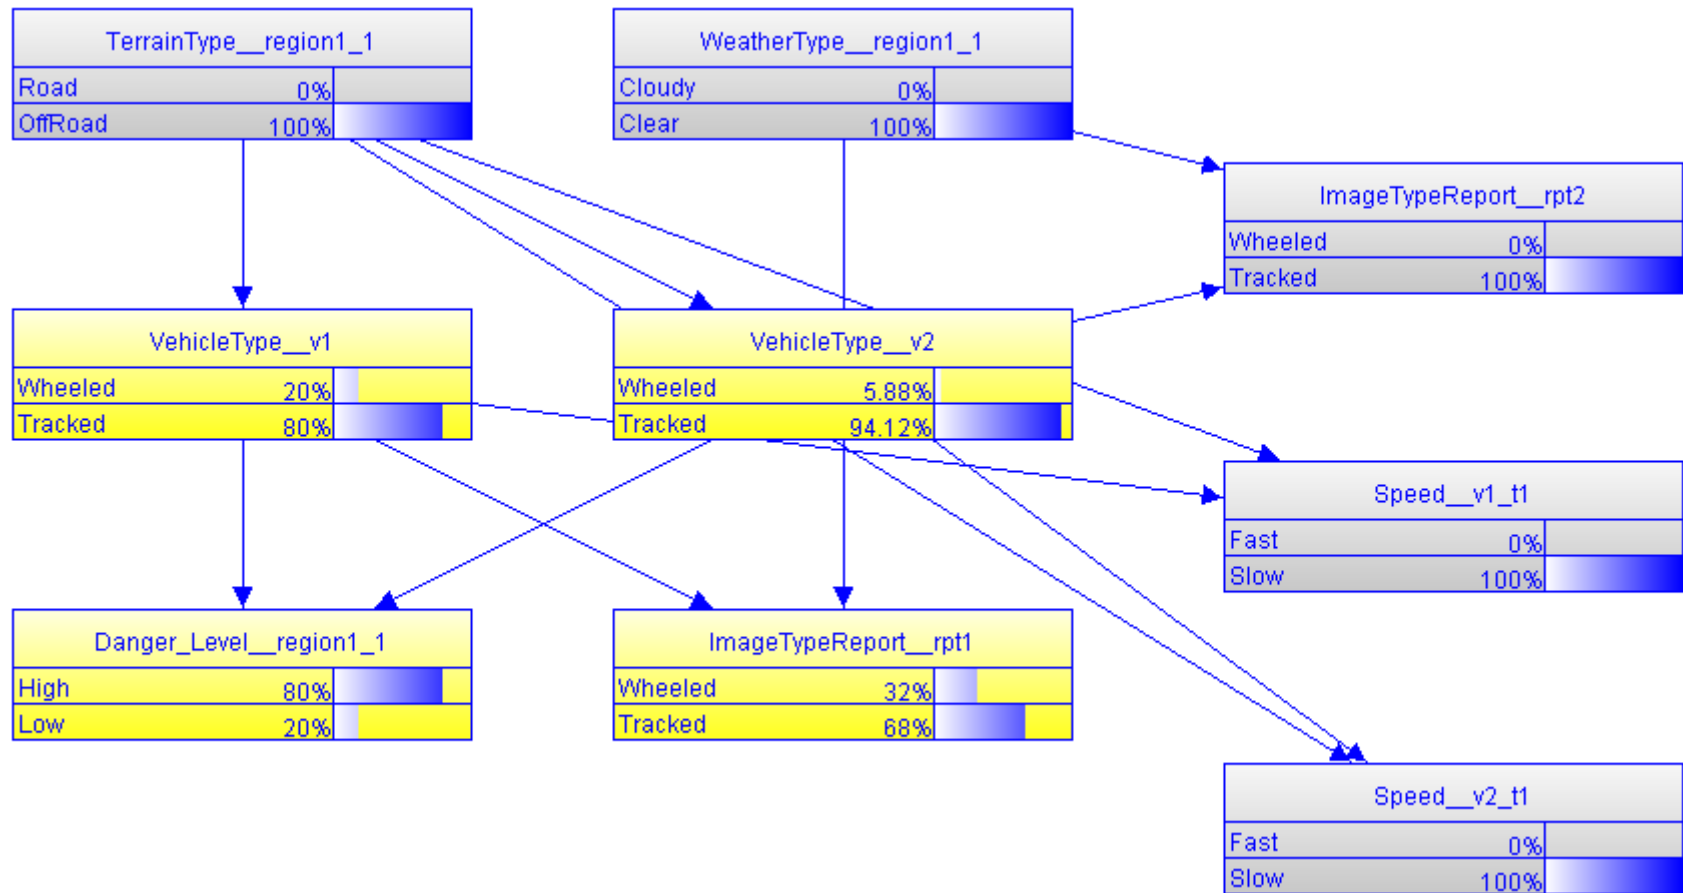 TerrainType__region1_1
Road 0%
OffRoad 100%
WeatherType__region1_1
Cloudy 0%
Clear 100%
ImageTypeReport__rpt2
Wheeled 0%
Tracked 100%
VehicleType__v1
Wheeled 20%
Tracked 80%
VehicleType__v2
Wheeled 5.88%
Tracked 94.12%
Speed__v1_t1
Fast 0%
Slow 100%
Danger_Level__region1_1
High 80%
Low 20%
ImageTypeReport__rpt1
Wheeled 32%
Tracked 68%
Speed__v2_t1
Fast 0%
Slow 100%